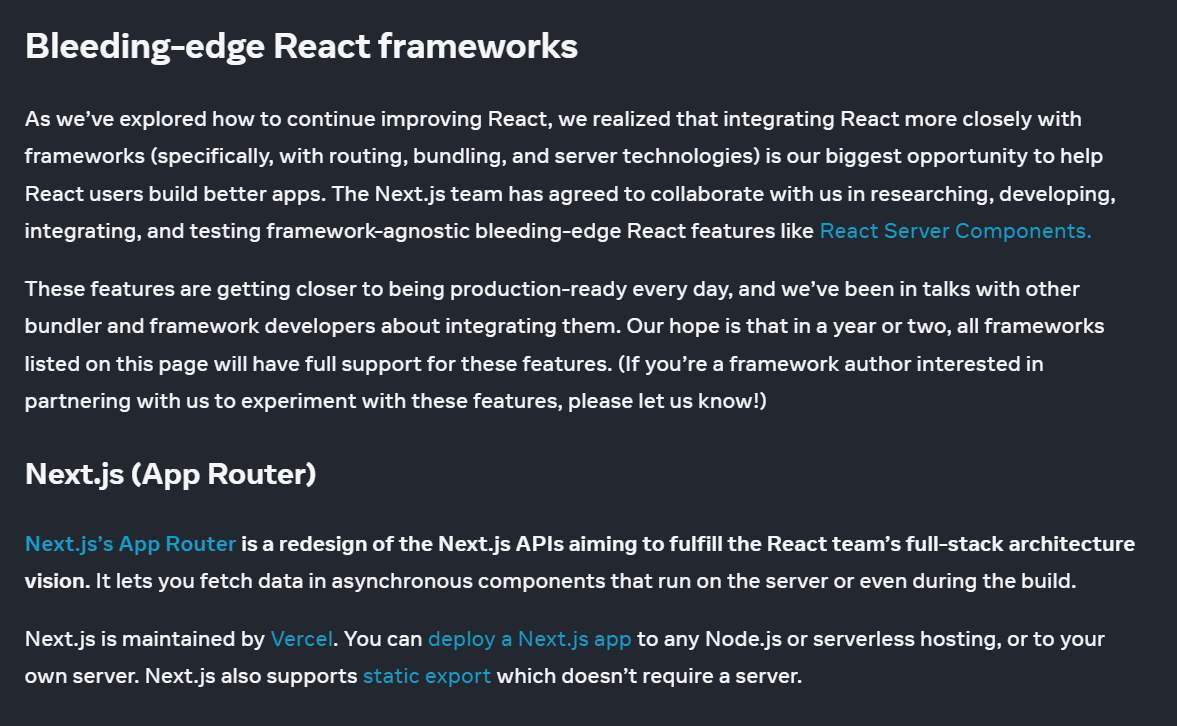 Bleeding-edge React frameworks
As we’ve explored how to continue improving React, we realized that integrating React more closely with
frameworks (specifically, with routing, bundling, and server technologies) is our biggest opportunity to help
React users build better apps. The Next.js team has agreed to collaborate with us in researching, developing,
integrating, and testing framework-agnostic bleeding-edge React features like React Server Components.
These features are getting closer to being production-ready every day, and we’ve been in talks with other
bundler and framework developers about integrating them. Our hope is that in a year or two, all frameworks
listed on this page will have full support for these features. (If you’re a framework author interested in
partnering with us to experiment with these features, please let us know!)
Next.js (App Router)
Next.js’s App Router is a redesign of the Next.js APIs aiming to fulfill the React team’s full-stack architecture
vision. It lets you fetch data in asynchronous components that run on the server or even during the build.
Next.js is maintained by Vercel. You can deploy a Next.js app to any Node.js or serverless hosting, or to your
own server. Next.js also supports static export which doesn’t require a server.